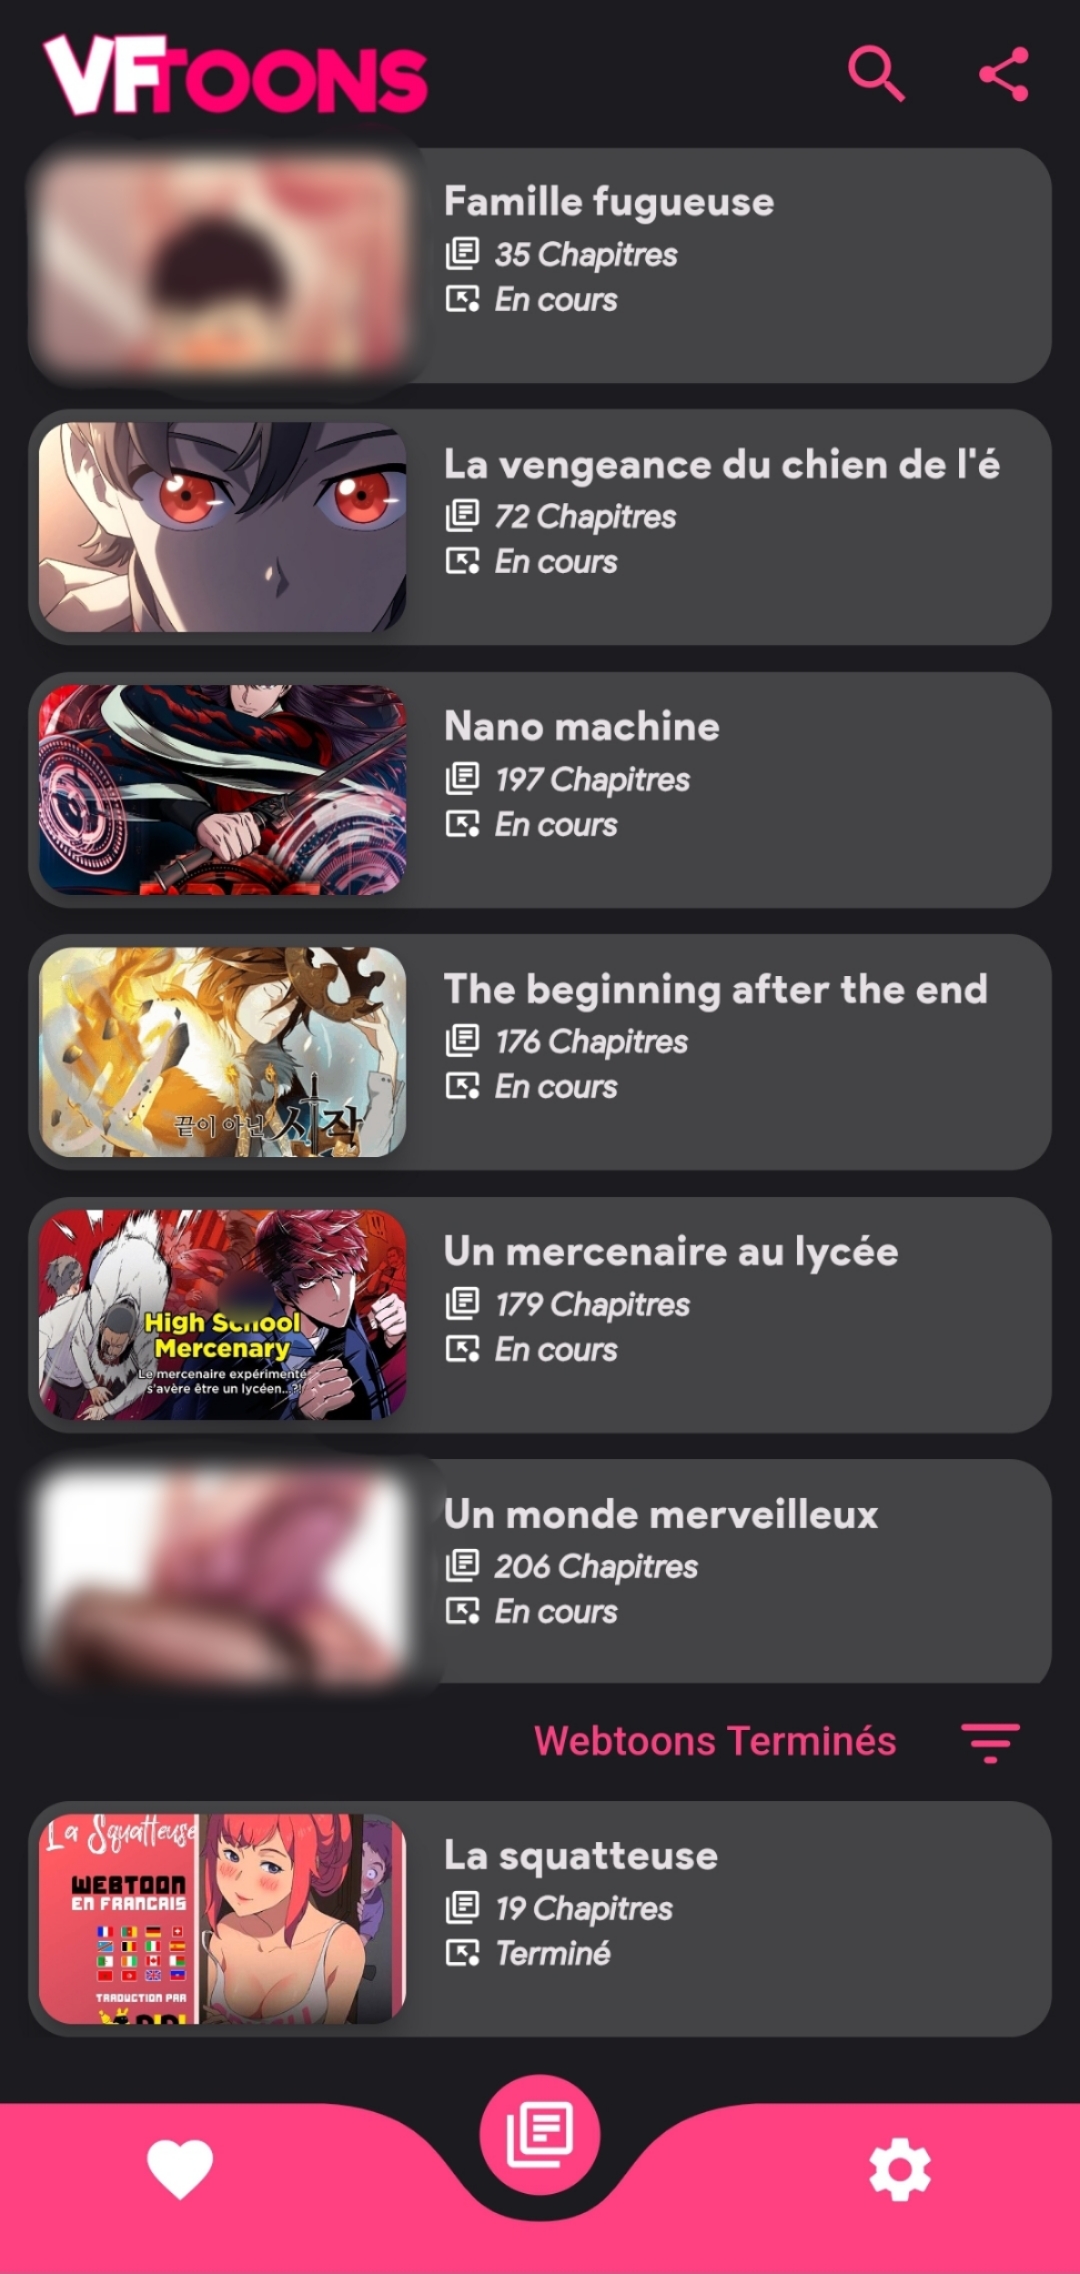 VFTOONS
Famille fugueuse
35 Chapitres
En cours
La vengeance du chien de l'é
72 Chapitres
En cours
Nano machine
197 Chapitres
En cours
The beginning after the end
176 Chapitres
En cours
끝이 아닌 시작
Un mercenaire au lycée
179 Chapitres
En cours
High School
Mercenary
Le mercenaire expérimenté
s'avère être un lycéen...?!
Un monde merveilleux
206 Chapitres
En cours
Webtoons Terminés
La squatteuse
19 Chapitres
Terminé
La Squatteuse
WEBTOON
EN FRANCAIS
TRADUCTION PAR